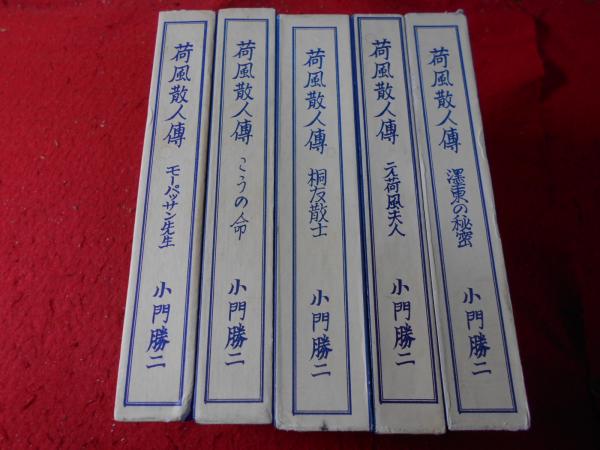 荷風散人傳 モーパッサン先生 小門勝二
荷風散人傳 こうの命 小門勝二
荷風散人傳 桐友散士 小門勝二
荷風散人傳 元荷風夫人 小門勝二
荷風散人傳 濹東の秘密 小門勝二